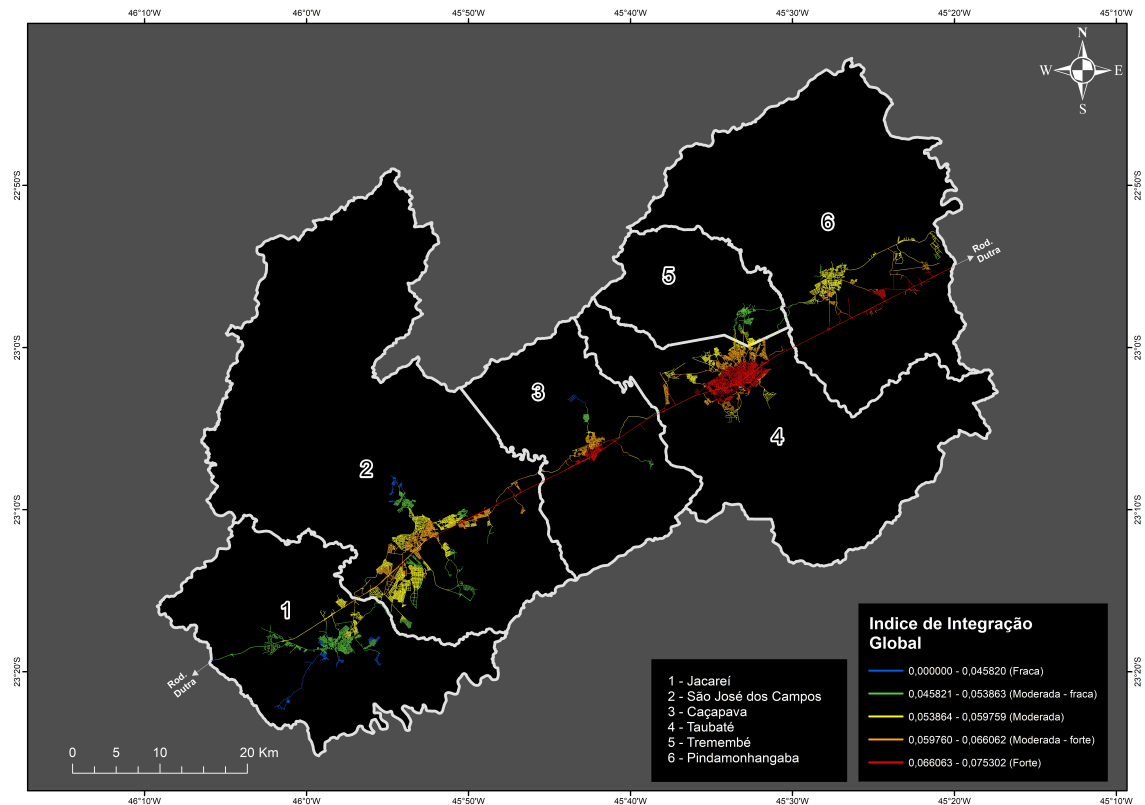 46°10'W 46°0'W 45°50'W 45°40'W 45°30'W 45°20'W 45°10'W
N
W E
S
22°50'S 22°50'S
6
Rod.
Dutra
5
23°0'S 23°0'S
3
4
2
23°10'S 23°10'S
1
Indice de Integração
Global
0,000000 - 0,045820 (Fraca)
0,045821 - 0,053863 (Moderada - fraca)
0,053864 - 0,059759 (Moderada)
0,059760 - 0,066062 (Moderada - forte)
0,066063 - 0,075302 (Forte)
1 - Jacareí
2 - São José dos Campos
3 - Caçapava
4 - Taubaté
5 - Tremembé
6 - Pindamonhangaba
23°20'S 23°20'S
Rod.
Dutra
0 5 10 20 Km
46°10'W 46°0'W 45°50'W 45°40'W 45°30'W 45°20'W 45°10'W